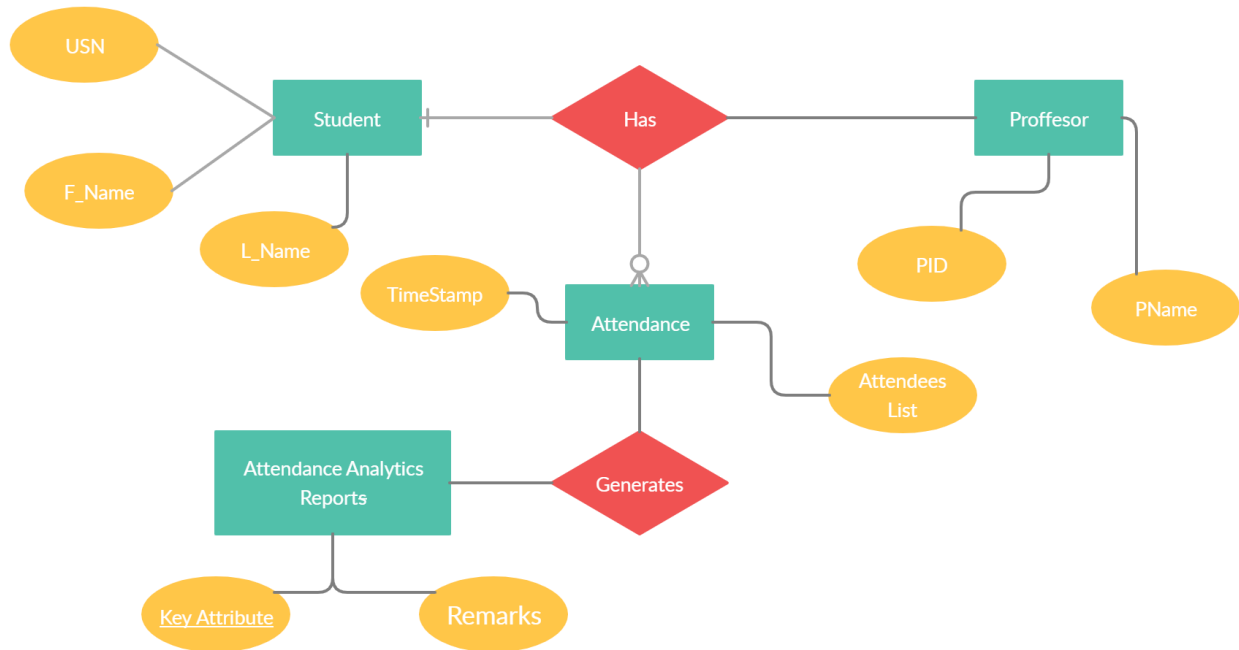 USN
Student
Has
Proffesor
F_Name
L_Name
PID
TimeStamp
PName
Attendance
Attendees
List
Attendance Analytics
Reports
Generates
Key Attribute
Remarks